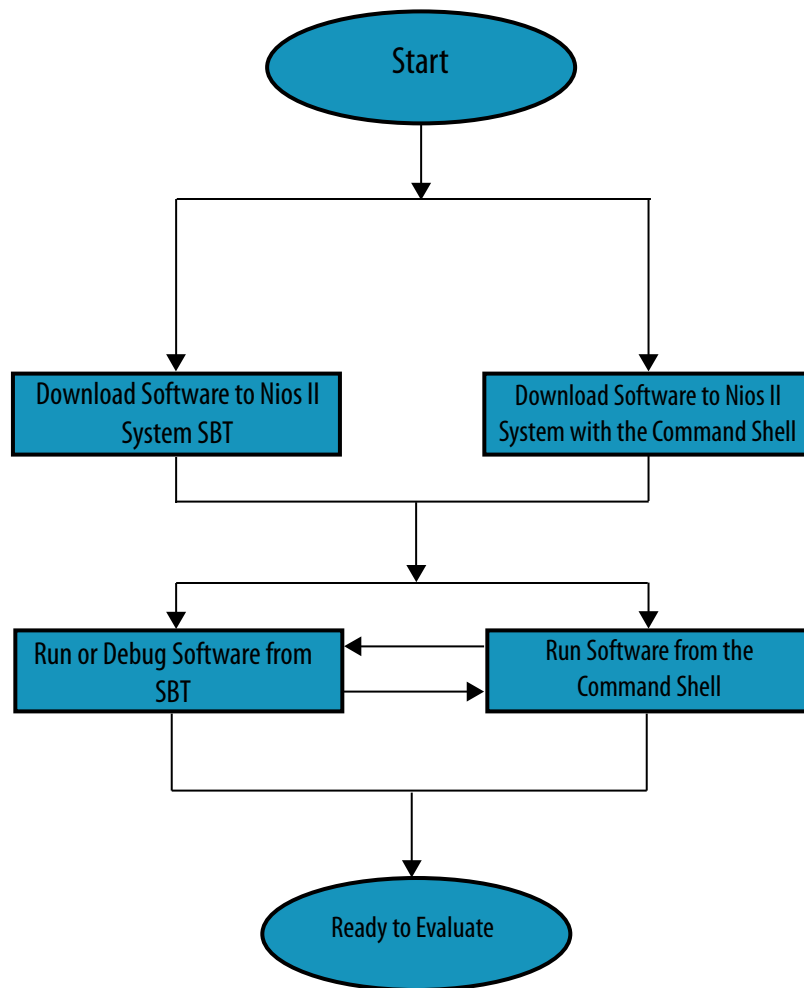 Start
Download Software to Nios II
System SBT
Download Software to Nios II
System with the Command Shell
Run or Debug Software from
SBT
Run Software from the
Command Shell
Ready to Evaluate